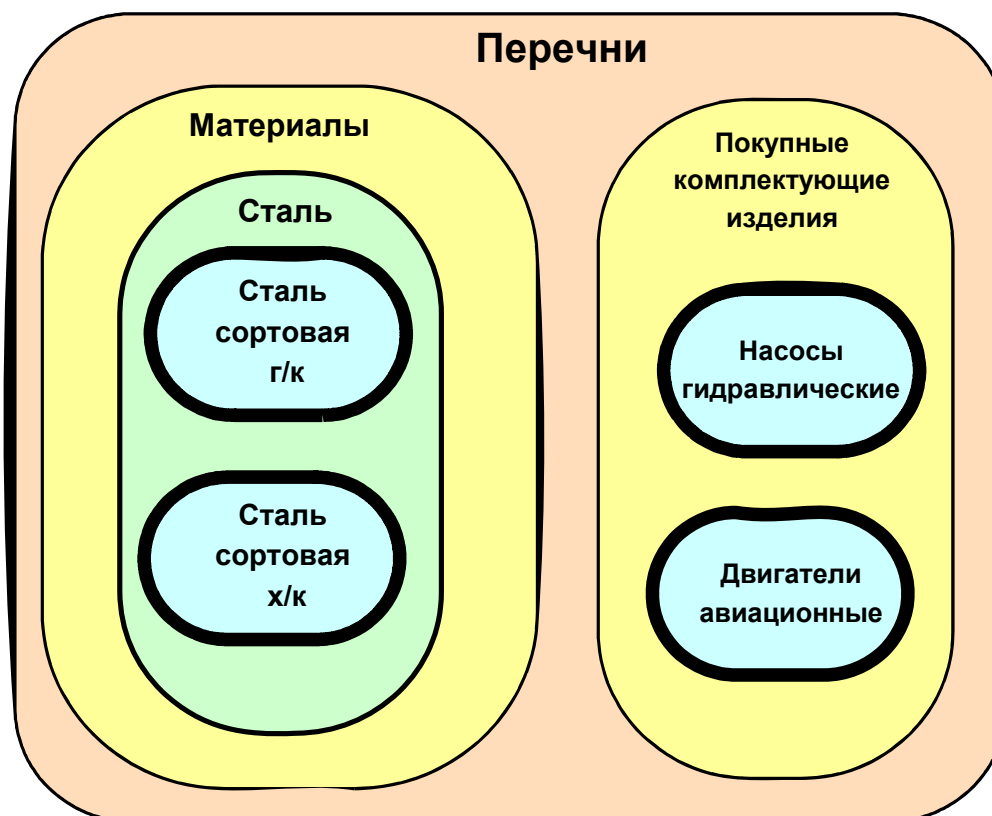 Перечни
Материалы
Сталь
Сталь
сортовая
г/к
Сталь
сортовая
х/к
Покупные
комплектующие
изделия
Насосы
гидравлические
Двигатели
авиационные